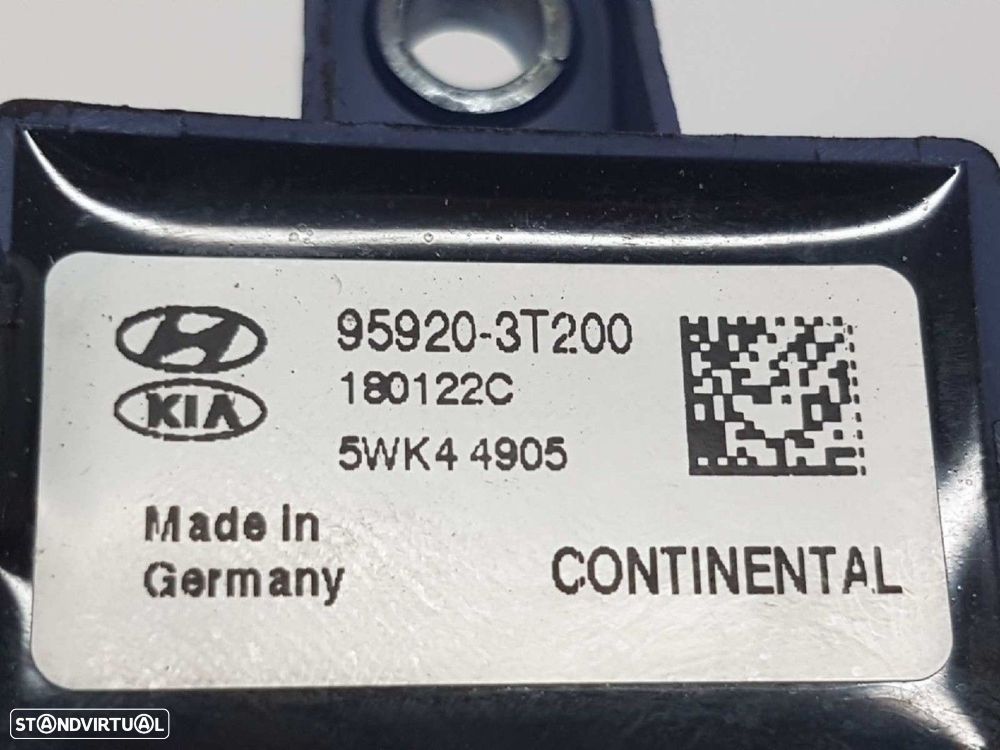 95920-3T200
180122C
KIA
5WK4 4905
Made in
Germany
CONTINENTAL
STANDVIRTUAL